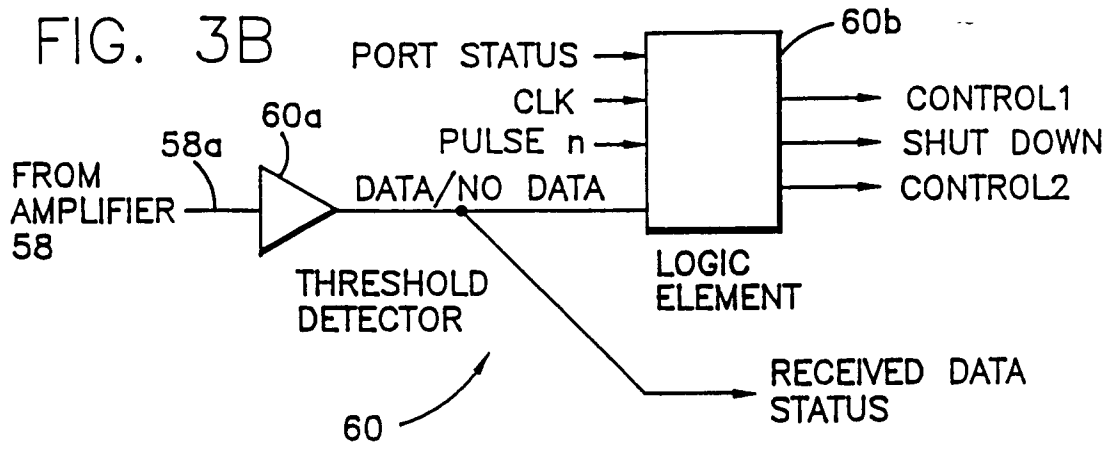 FIG. 3B
60b
PORT STATUS
CLK
PULSE n
CONTROL1
SHUT DOWN
CONTROL2
60a
58a
FROM
AMPLIFIER
58
DATA/NO DATA
THRESHOLD
DETECTOR
LOGIC
ELEMENT
60
RECEIVED DATA
STATUS